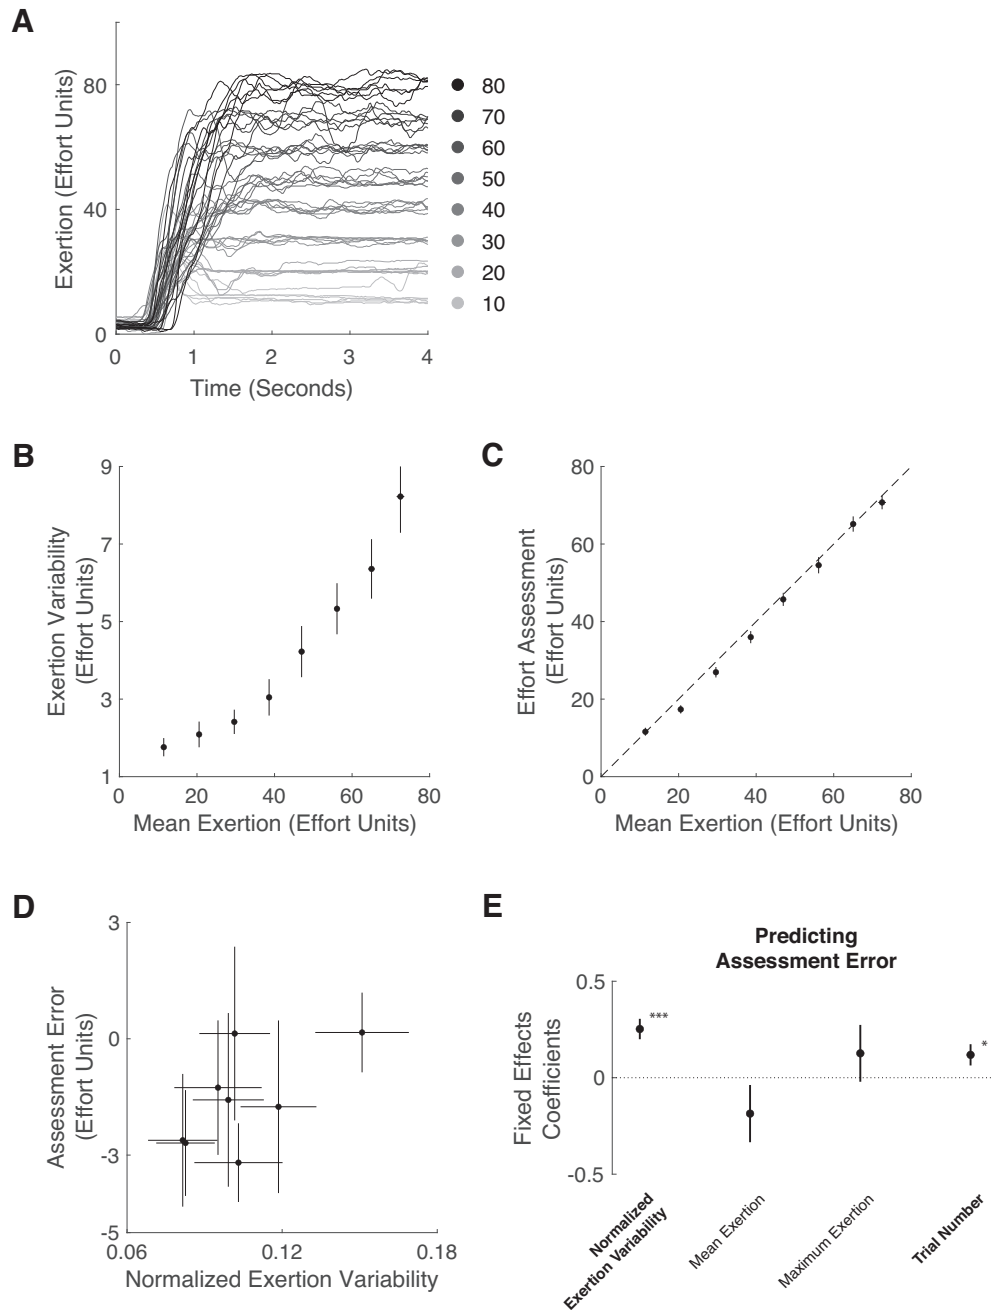 A
Exertion (Effort Units)
80
40
0
0 1 2 3 4
Time (Seconds)
80
70
60
50
40
30
20
10
B
Exertion Variability
(Effort Units)
9
7
5
3
1
0 20 40 60 80
Mean Exertion (Effort Units)
C
Effort Assessment
(Effort Units)
80
60
40
20
0
0 20 40 60 80
Mean Exertion (Effort Units)
D
Assessment Error
(Effort Units)
3
0
-3
-5
0.06 0.12 0.18
Normalized Exertion Variability
E
Predicting
Assessment Error
Fixed Effects
Coefficients
0.5
0
-0.5
***
*
Normalized
Exertion Variability
Mean Exertion
Maximum Exertion
Trial Number